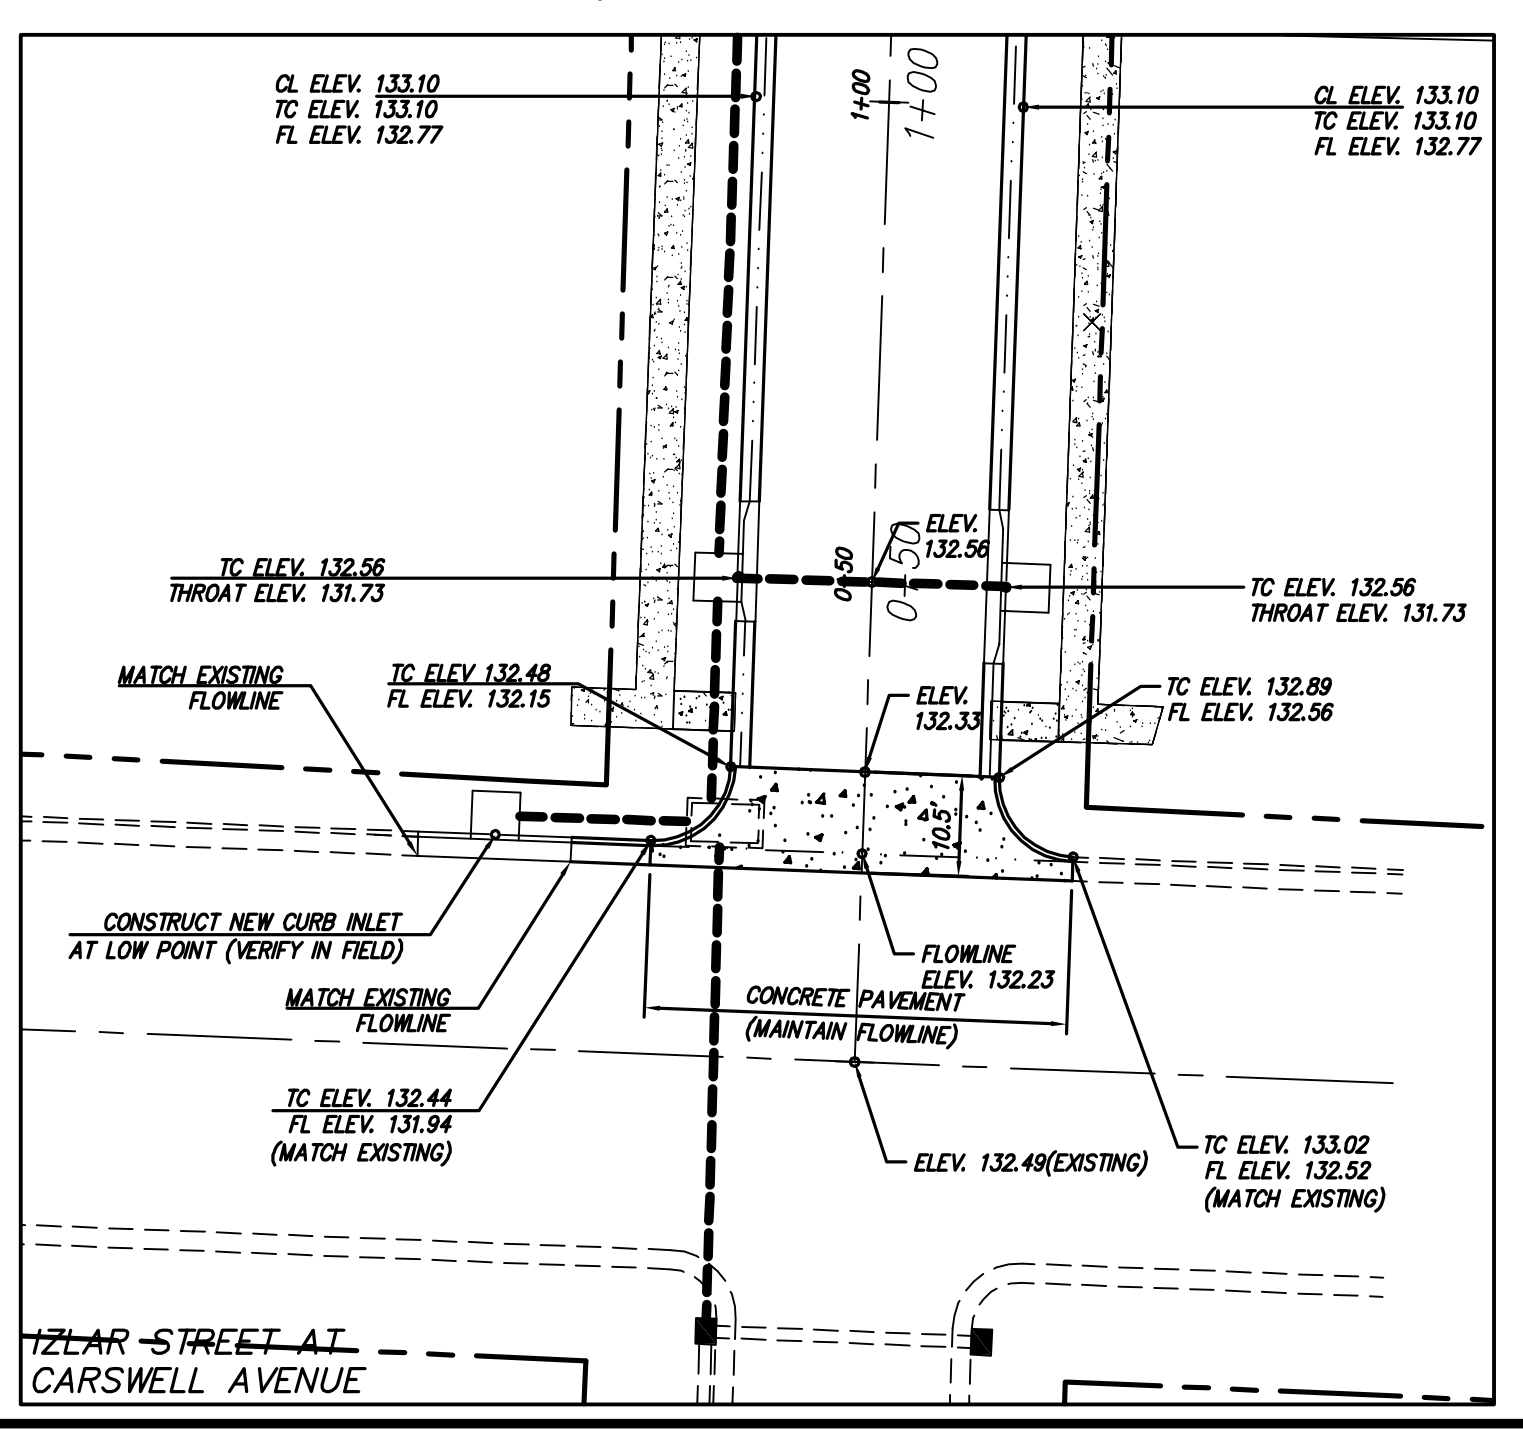 CL ELEV. 133.10
TC ELEV. 133.10
FL ELEV. 132.77
1+00
1+00
CL ELEV. 133.10
TC ELEV. 133.10
FL ELEV. 132.77
ELEV.
132.56
0+50
0+50
TC ELEV. 132.56
THROAT ELEV. 131.73
TC ELEV. 132.56
THROAT ELEV. 131.73
MATCH EXISTING
FLOWLINE
TC ELEV 132.48
FL ELEV. 132.15
ELEV.
132.33
TC ELEV. 132.89
FL ELEV. 132.56
10.5'
CONSTRUCT NEW CURB INLET
AT LOW POINT (VERIFY IN FIELD)
FLOWLINE
ELEV. 132.23
MATCH EXISTING
FLOWLINE
CONCRETE PAVEMENT
(MAINTAIN FLOWLINE)
TC ELEV. 132.44
FL ELEV. 131.94
(MATCH EXISTING)
ELEV. 132.49(EXISTING)
TC ELEV. 133.02
FL ELEV. 132.52
(MATCH EXISTING)
IZLAR STREET AT
CARSWELL AVENUE